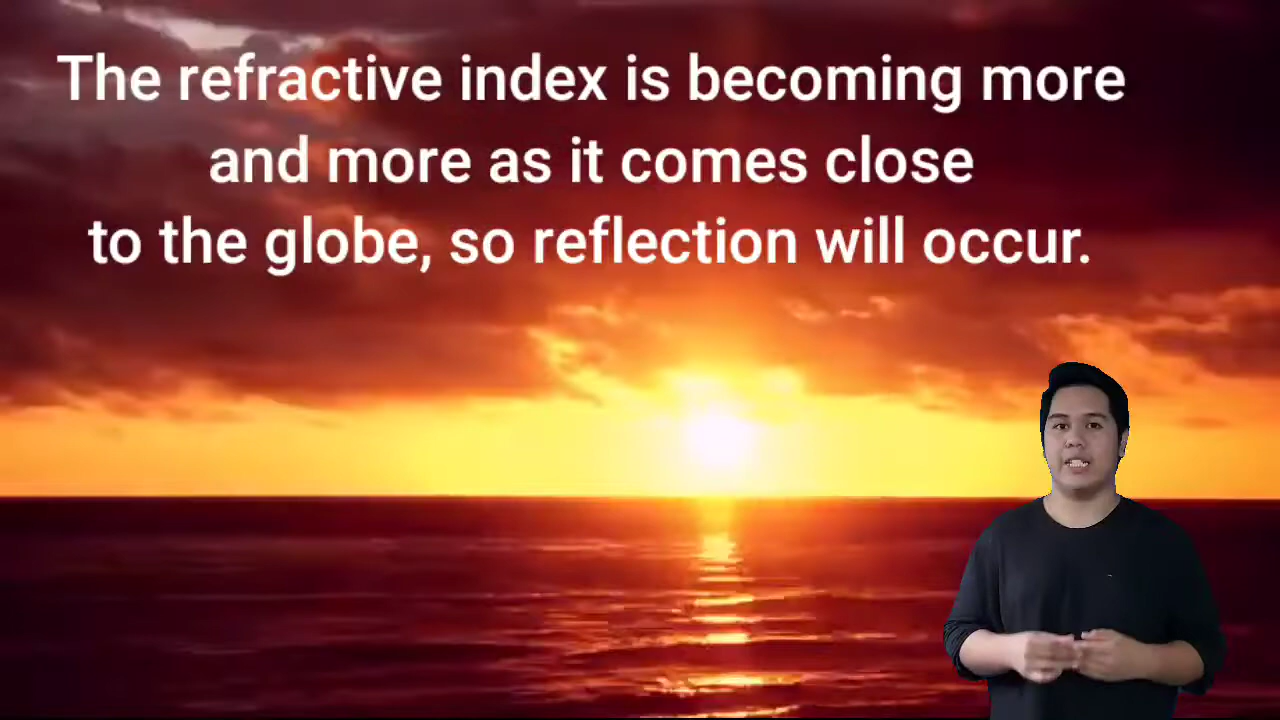 The refractive index is becoming more
and more as it comes close
to the globe, so reflection will occur.